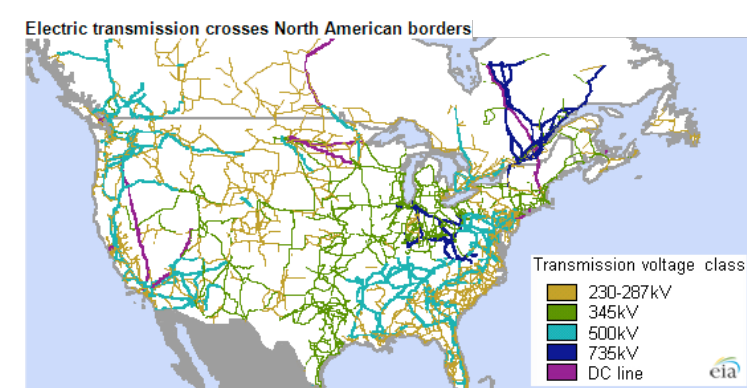 Electric transmission crosses North American borders
Transmission voltage class
230-287kV
345kV
500kV
735kV
DC line
eia